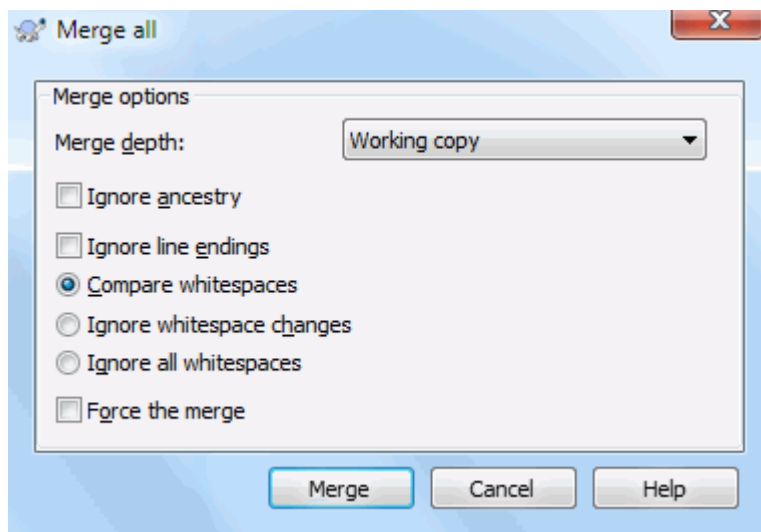 Merge all
Merge options
Merge depth: Working copy
Ignore ancestry
Ignore line endings
Compare whitespaces
Ignore whitespace changes
Ignore all whitespaces
Force the merge
Merge Cancel Help